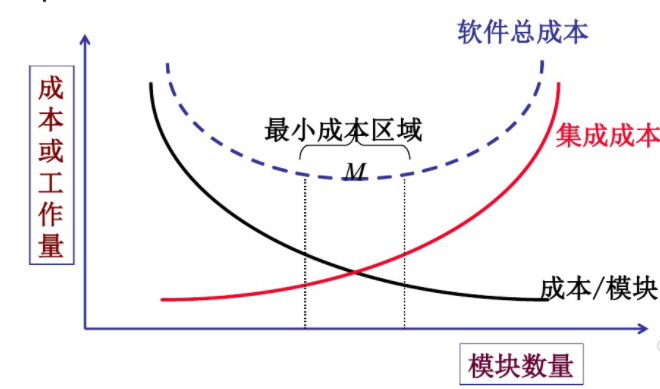 软件总成本
成本或工作量
最小成本区域
集成成本
M
成本/模块
模块数量